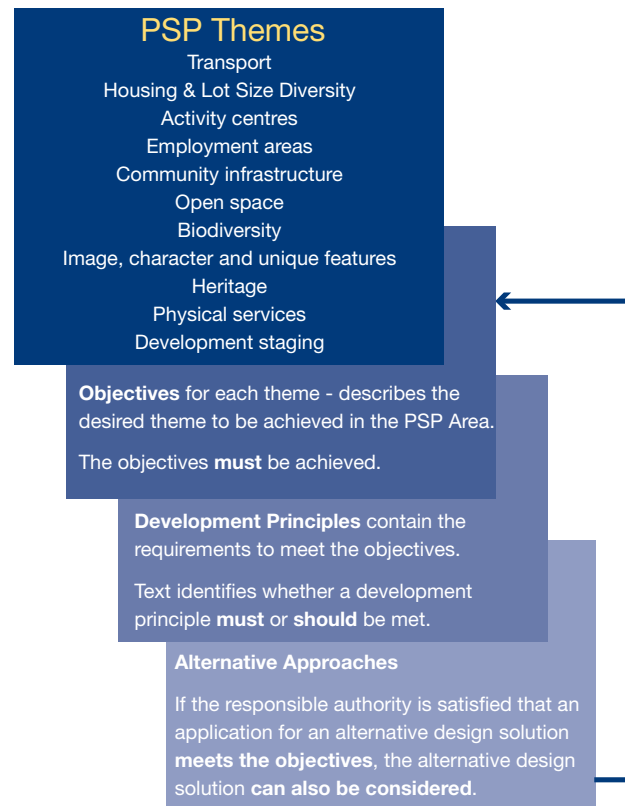 PSP Themes
Transport
Housing & Lot Size Diversity
Activity centres
Employment areas
Community infrastructure
Open space
Biodiversity
Image, character and unique features
Heritage
Physical services
Development staging
Objectives for each theme - describes the
desired theme to be achieved in the PSP Area.
The objectives must be achieved.
Development Principles contain the
requirements to meet the objectives.
Text identifies whether a development
principle must or should be met.
Alternative Approaches
If the responsible authority is satisfied that an
application for an alternative design solution
meets the objectives, the alternative design
solution can also be considered.